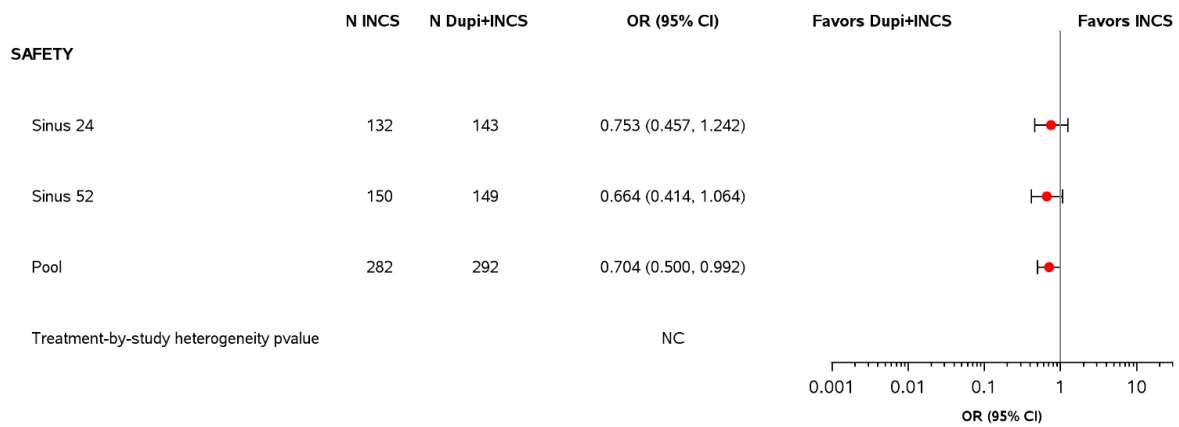 N INCS N Dupi+INCS OR (95% CI) Favors Dupi+INCS Favors INCS
SAFETY
Sinus 24 132 143 0.753 (0.457, 1.242)
Sinus 52 150 149 0.664 (0.414, 1.064)
Pool 282 292 0.704 (0.500, 0.992)
Treatment-by-study heterogeneity pvalue NC
0.001 0.01 0.1 1 10
OR (95% CI)